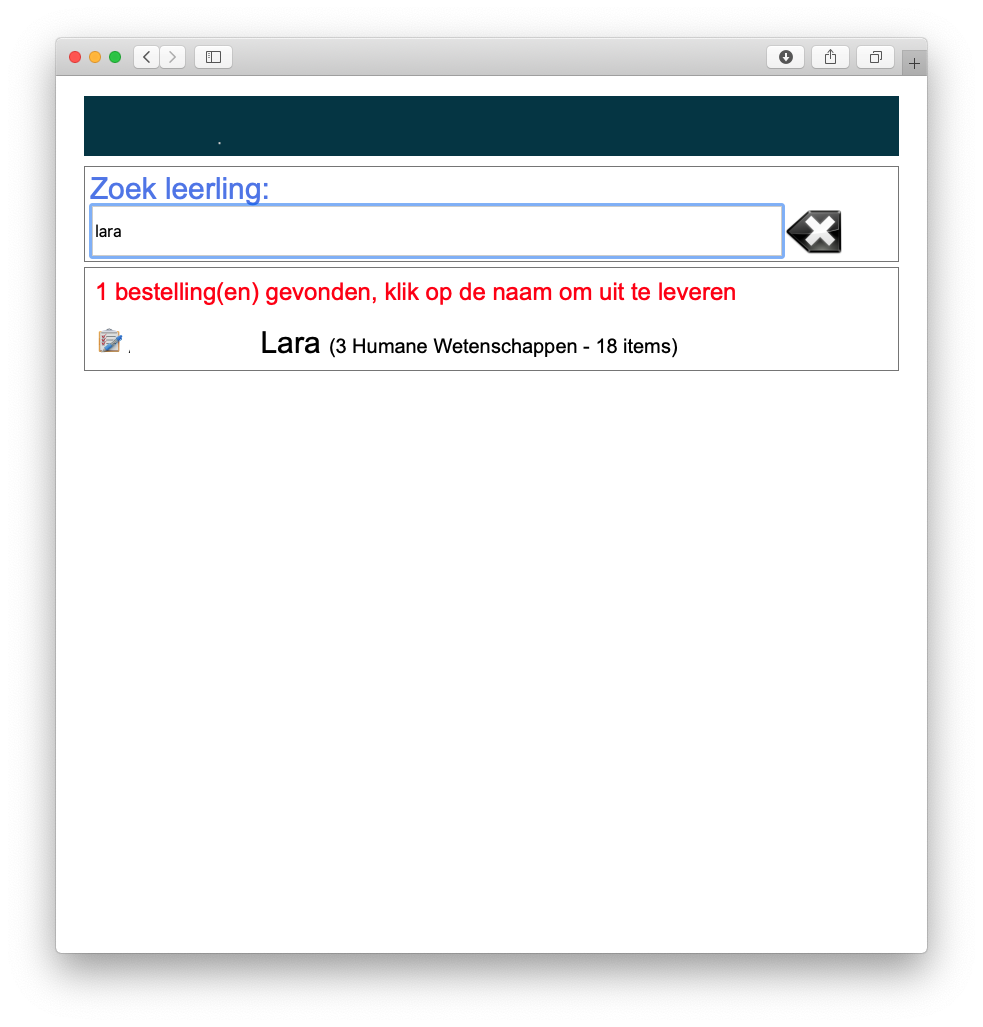 Zoek leerling:
lara
1 bestelling(en) gevonden, klik op de naam om uit te leveren
Lara (3 Humane Wetenschappen - 18 items)